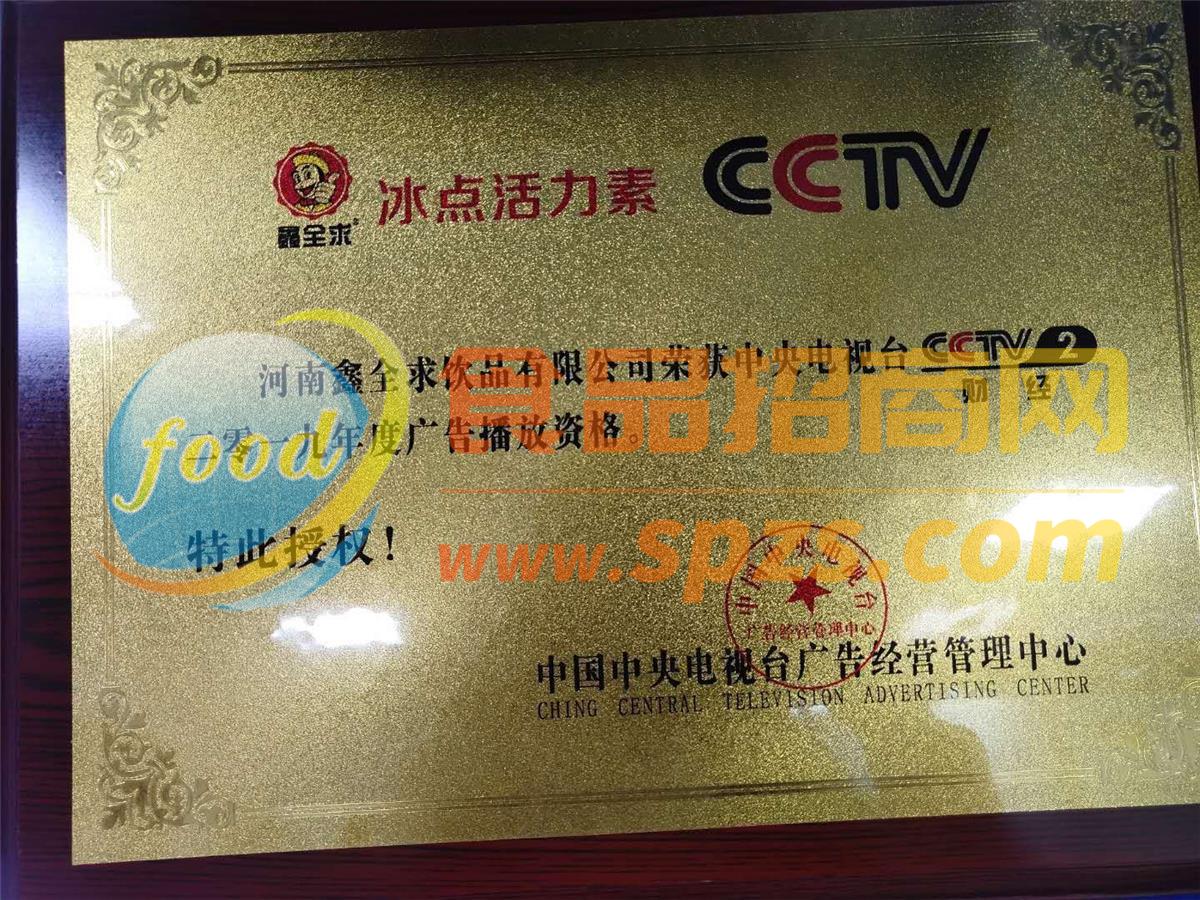 鑫全求
冰点活力素
CCTV
河南鑫全求饮品有限公司荣获中央电视台CCTV 2
财 经
二零一九年度广告播放资格。
特此授权!
中国中央电视台
广告经营管理中心
中国中央电视台广告经营管理中心
CHING CENTRAL TELEVISION ADVERTISING CENTER
food
食品招商网
www.spzs.com